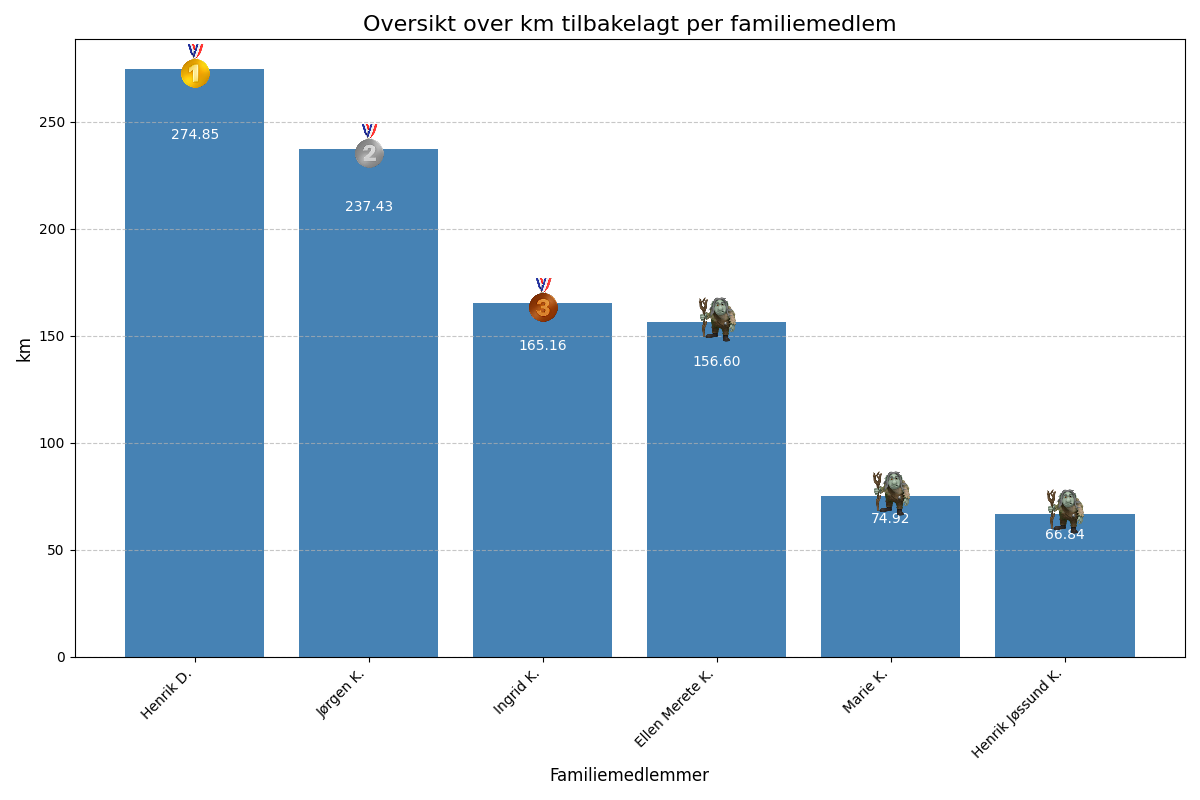 Oversikt over km tilbakelagt per familiemedlem
km
250
200
150
100
50
0
1
2
3
274.85
237.43
165.16
156.60
74.92
66.84
Henrik D.
Jørgen K.
Ingrid K.
Ellen Merete K.
Marie K.
Henrik Jøssund K.
Familiemedlemmer